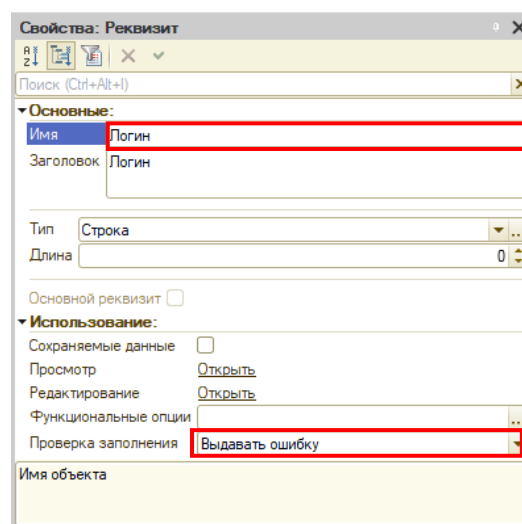 Свойства: Реквизит
Поиск (Ctrl+Alt+I)
Основные:
Имя Логин
Заголовок Логин
Тип Строка
Длина 0
Основной реквизит
Использование:
Сохраняемые данные
Просмотр Открыть
Редактирование Открыть
Функциональные опции
Проверка заполнения Выдавать ошибку
Имя объекта